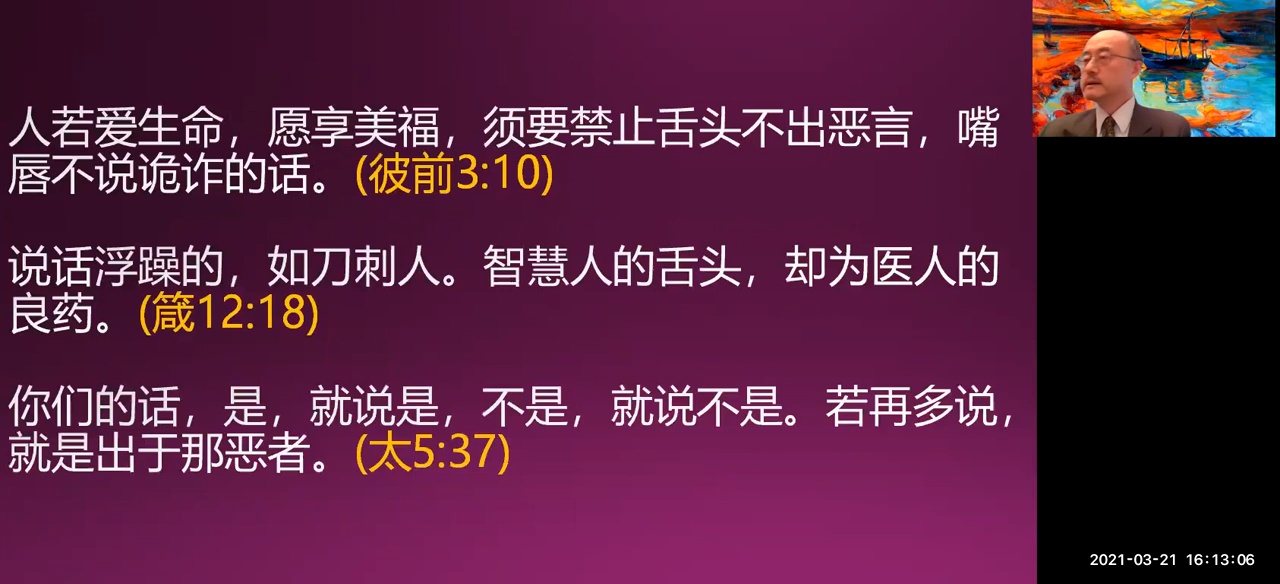 人若爱生命，愿享美福，须要禁止舌头不出恶言，嘴
唇不说诡诈的话。(彼前3:10)
说话浮躁的，如刀刺人。智慧人的舌头，却为医人的
良药。(箴12:18)
你们的话，是，就说是，不是，就说不是。若再多说，
就是出于那恶者。(太5:37)
2021-03-21 16:13:06